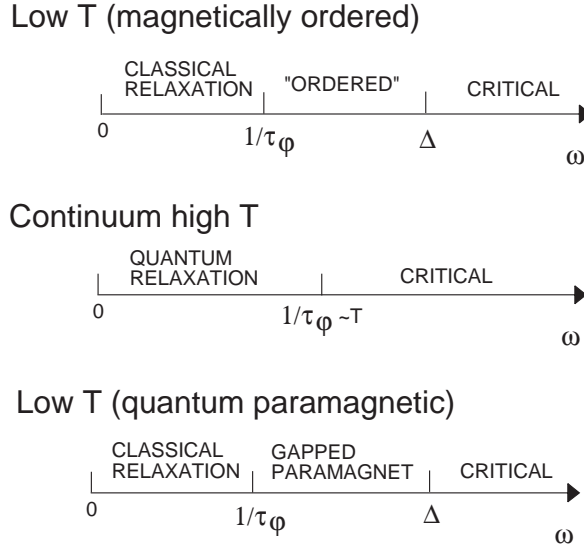 Low T (magnetically ordered)
CLASSICAL
RELAXATION
"ORDERED"
CRITICAL
0
1/τφ
Δ
ω
Continuum high T
QUANTUM
RELAXATION
CRITICAL
0
1/τφ ~T
ω
Low T (quantum paramagnetic)
CLASSICAL
RELAXATION
GAPPED
PARAMAGNET
CRITICAL
0
1/τφ
Δ
ω